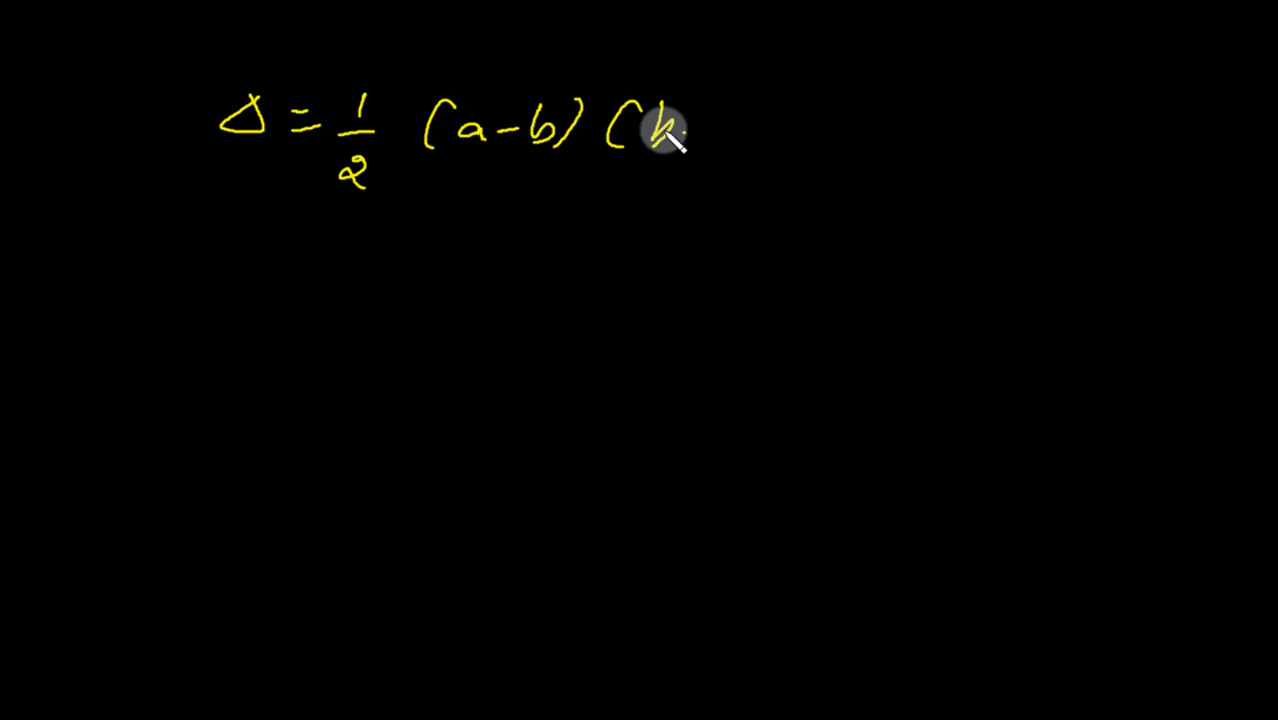 Δ = 1/2 (a-b) (b